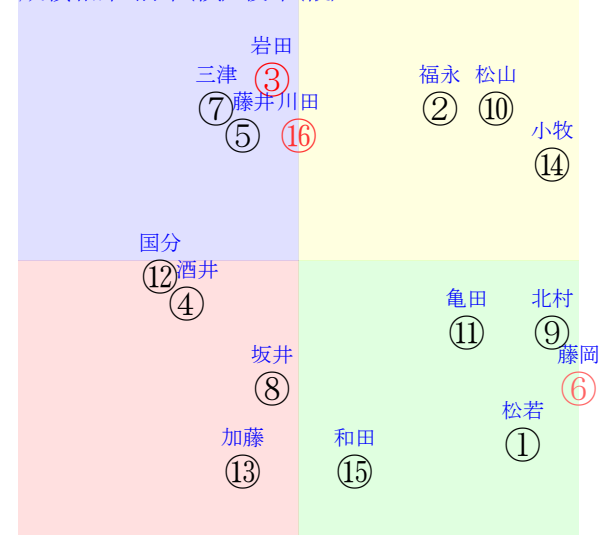 岩田
③
三津
⑦
藤井
⑤
川田
⑯
福永
②
松山
⑩
小牧
⑭
国分
⑫
酒井
④
亀田
⑪
北村
⑨
藤岡
⑥
坂井
⑧
松若
①
加藤
⑬
和田
⑮